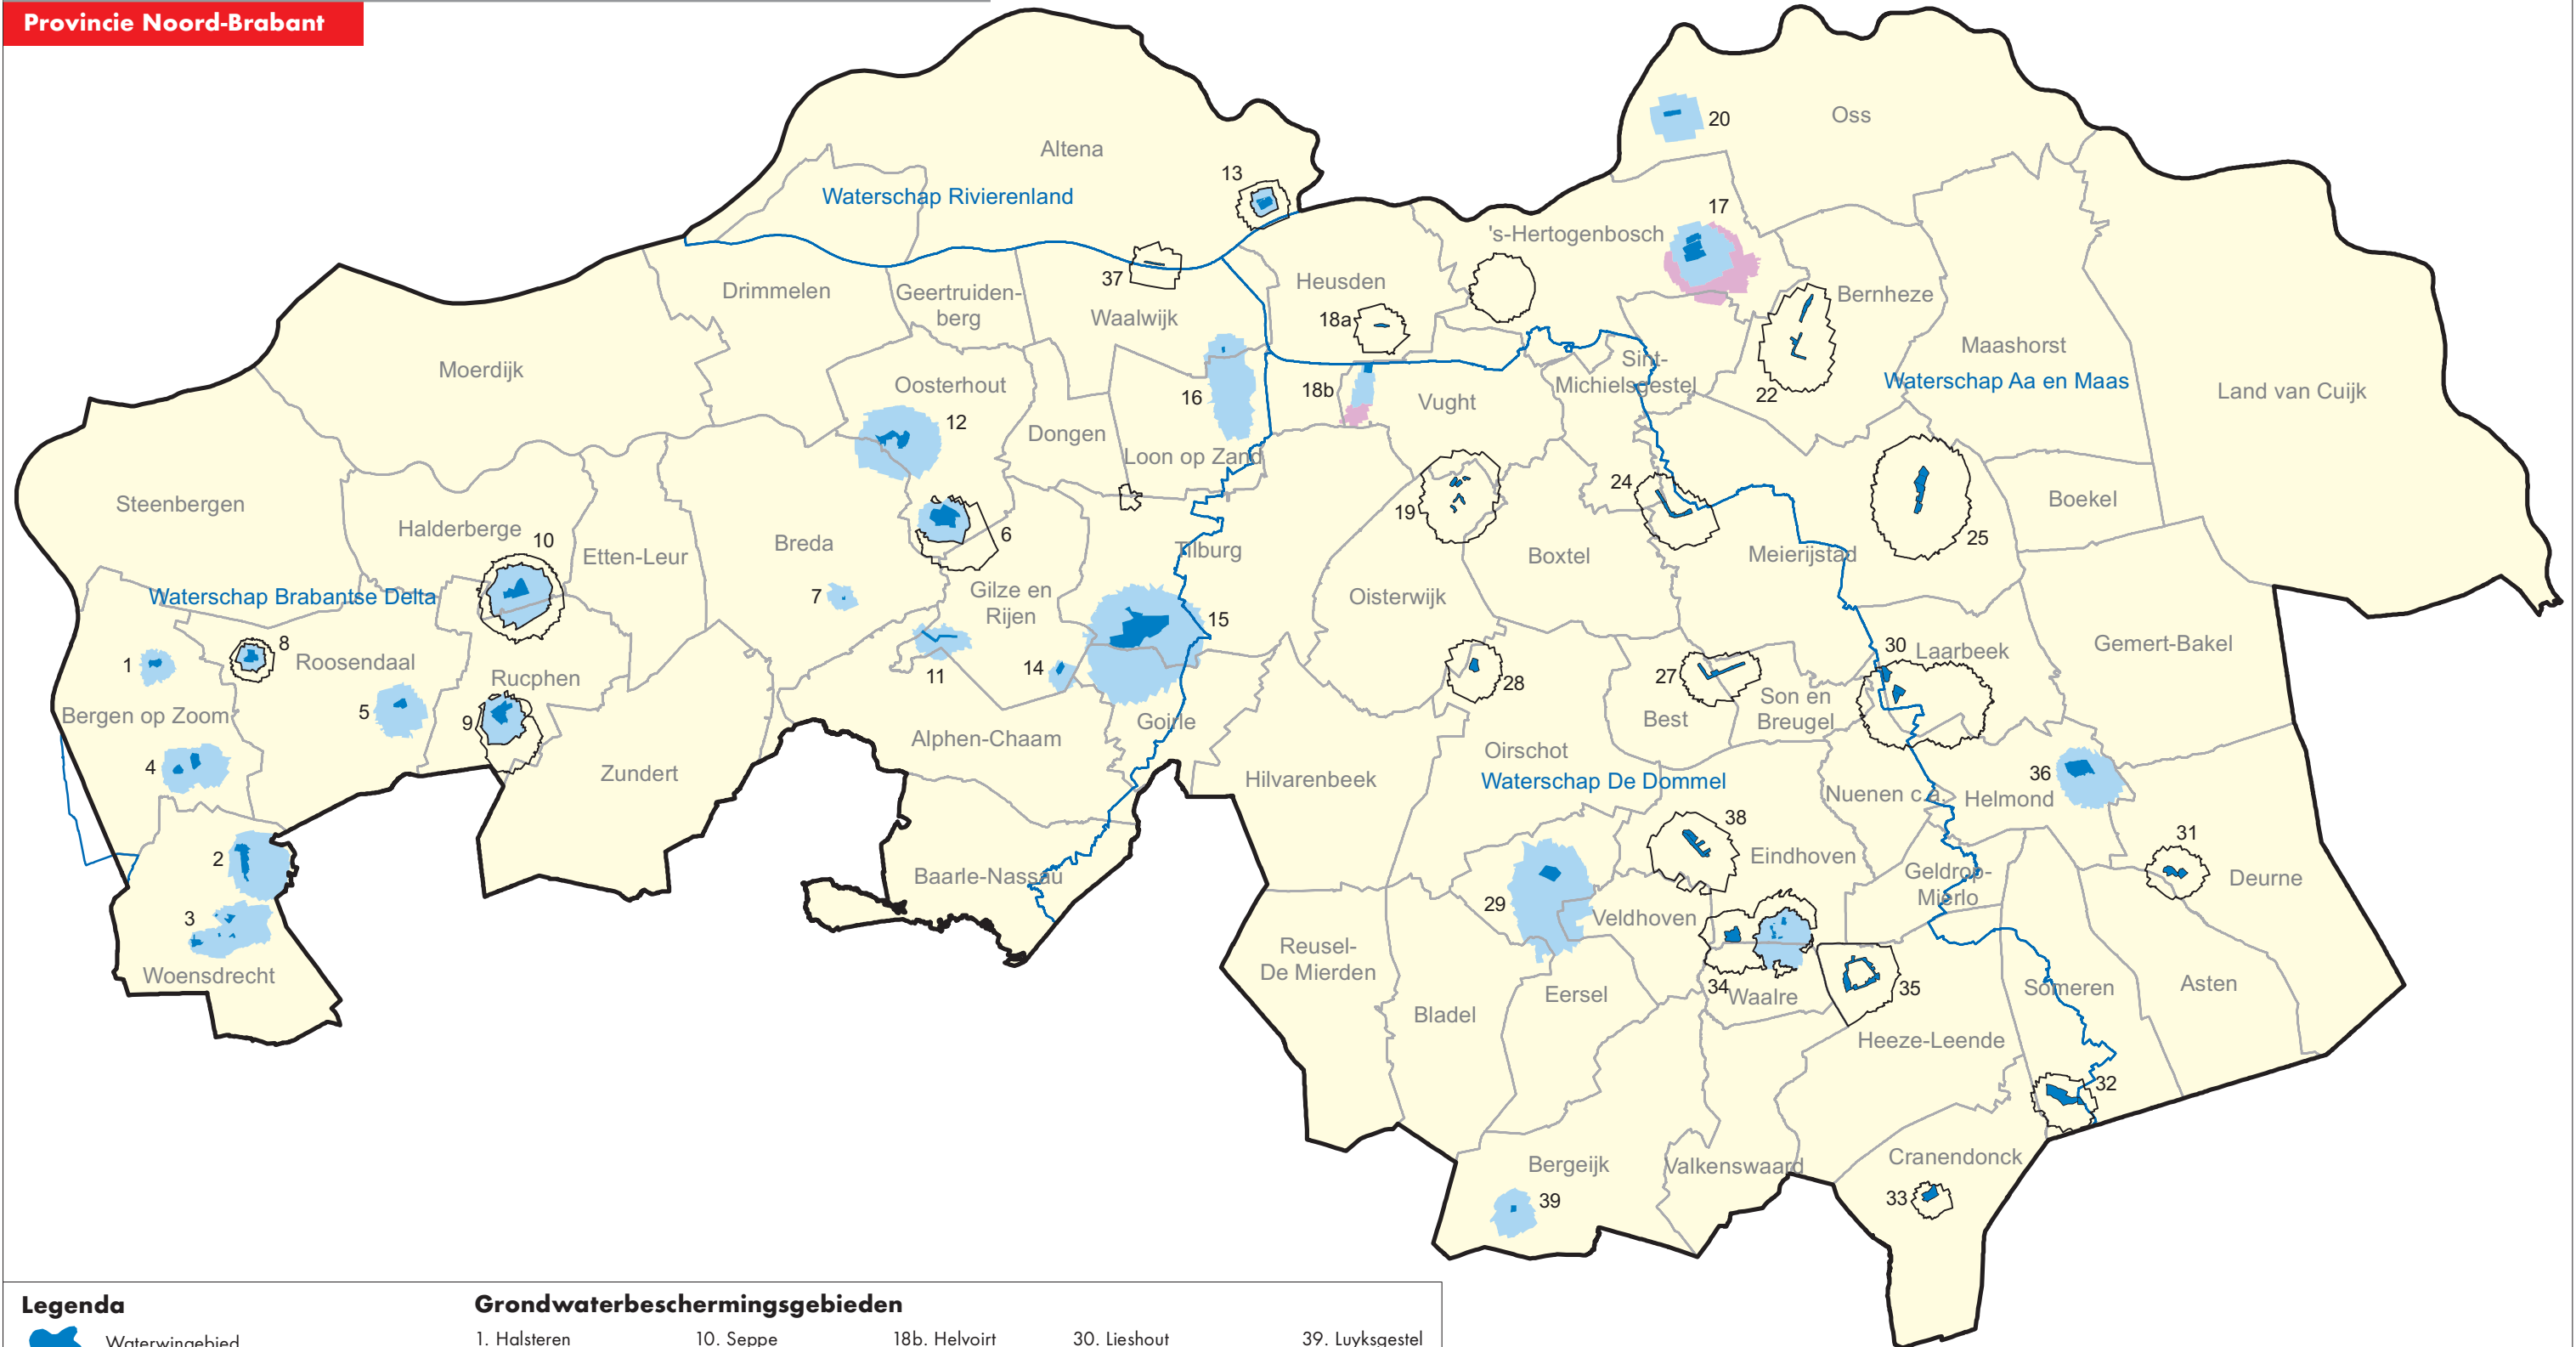 Provincie Noord-Brabant
Altena
Waterschap Rivierenland
13
20
Oss
17
's-Hertogenbosch
37
Drimmelen
Geertruiden-
berg
Waalwijk
Heusden
18a
Bernheze
22
Maashorst
Waterschap Aa en Maas
Land van Cuijk
Moerdijk
Oosterhout
12
Dongen
16
Loon op Zand
18b
Vught
Sint-
Michielsgestel
Steenbergen
Halderberge
10
Etten-Leur
Breda
6
7
Gilze en
Rijen
Tilburg
15
19
Oisterwijk
Boxtel
24
Meierijstad
25
Boekel
Gemert-Bakel
Waterschap Brabantse Delta
1
8
Roosendaal
Rucphen
5
9
Bergen op Zoom
4
Zundert
11
14
Alphen-Chaam
Goirle
Hilvarenbeek
28
27
Best
Son en
Breugel
30
Laarbeek
Oirschot
Waterschap De Dommel
Nuenen c.a.
Helmond
36
2
3
Woensdrecht
Baarle-Nassau
Reusel-
De Mierden
29
Veldhoven
38
Eindhoven
Geldrop-
Mierlo
31
Deurne
Bladel
Eersel
34
Waalre
35
Someren
Asten
Heeze-Leende
32
Bergeijk
39
Valkenswaard
Cranendonck
33
Legenda
Waterwingebied
Grondwaterbeschermingsgebieden
1. Halsteren
10. Seppe
18b. Helvoirt
30. Lieshout
39. Luyksgestel